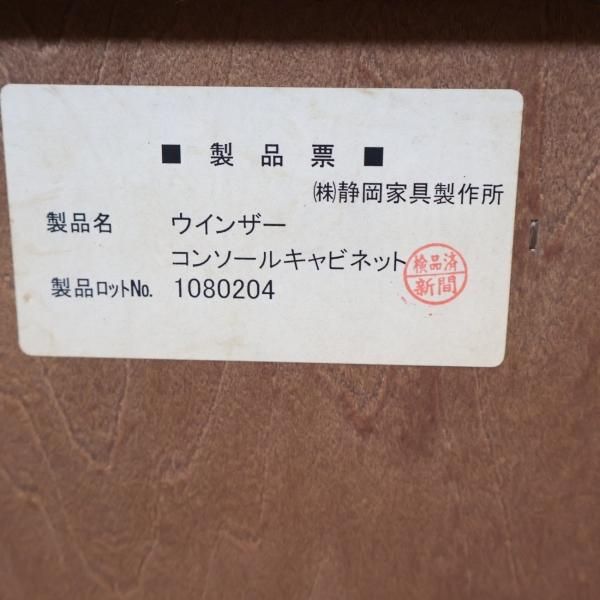 ■ 製品票 ■
㈱静岡家具製作所
製品名 ウインザー
コンソールキャビネット
製品ロットNo. 1080204
検品済
新間